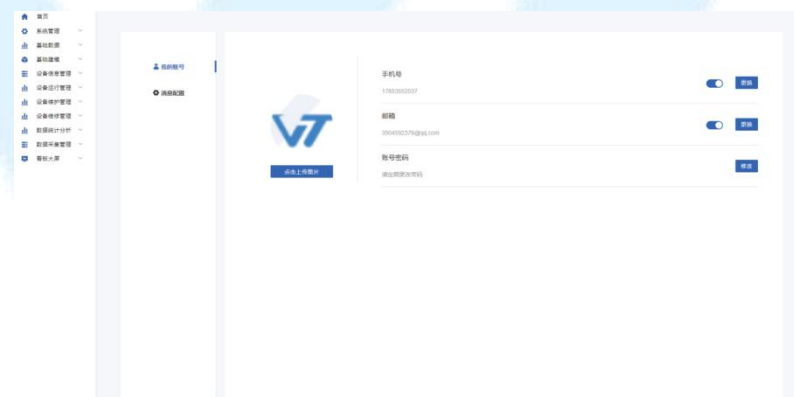 首页
系统管理
基础数据
基础建模
设备信息管理
设备运行管理
设备维护管理
设备维修管理
数据统计分析
数据采集管理
看板大屏
我的账号
消息配置
点击上传图片
手机号
更换
邮箱
更换
账号密码
修改